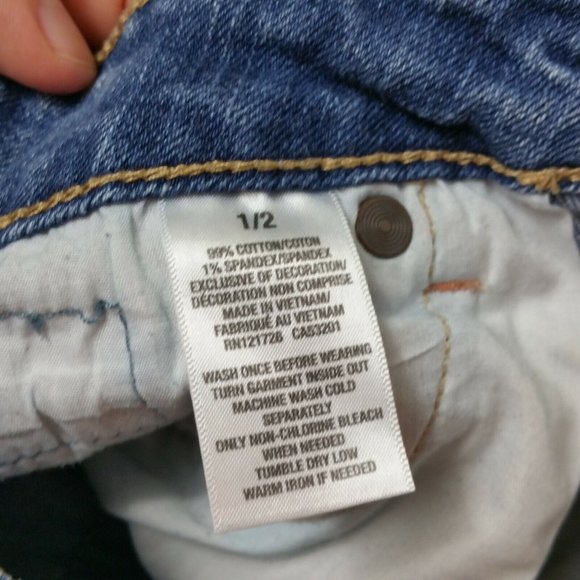 1/2
99% COTTON/COTON
1% SPANDEX/SPANDEX
EXCLUSIVE OF DECORATION/
DÉCORATION NON COMPRIS
MADE IN VIETNAM/
FABRIQUÉ AU VIETNAM
RN121726 CA53201
WASH ONCE BEFORE WEARING
TURN GARMENT INSIDE OUT
MACHINE WASH COLD
SEPARATELY
ONLY NON-CHLORINE BLEACH
WHEN NEEDED
TUMBLE DRY LOW
WARM IRON IF NEEDED